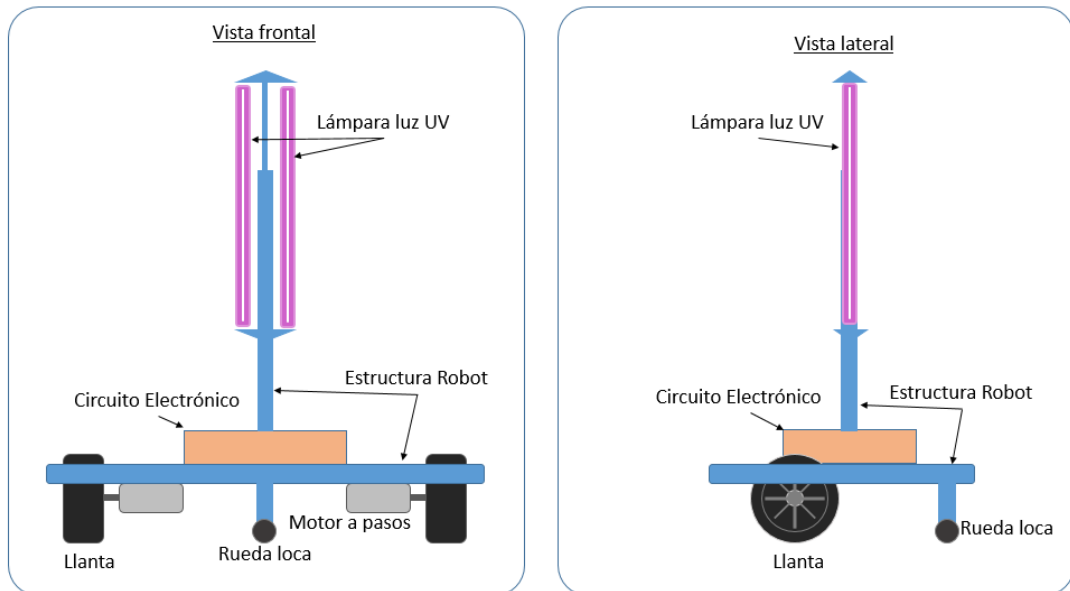 Vista frontal
Lámpara luz UV
Estructura Robot
Circuito Electrónico
Motor a pasos
Rueda loca
Llanta
Vista lateral
Lámpara luz UV
Estructura Robot
Circuito Electrónico
Rueda loca
Llanta